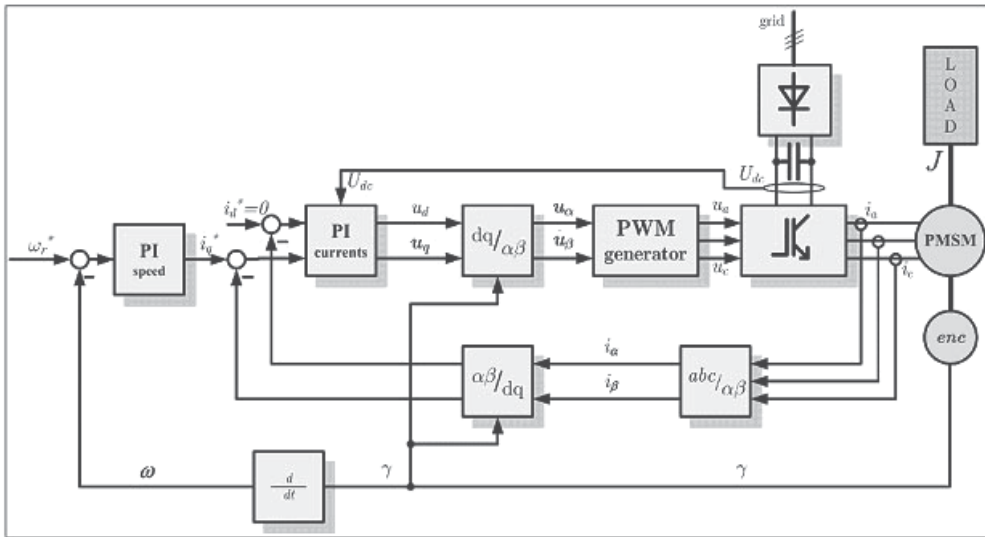 grid
L
O
A
D
J
U_dc
U_dc
i_d*=0
u_d
u_α
u_a
i_a
ω_r*
PI
speed
i_q*
PI
currents
u_q
dq/αβ
u_β
PWM
generator
u_c
PMSM
i_c
enc
αβ/dq
i_α
i_β
abc/αβ
ω
d
dt
γ
γ